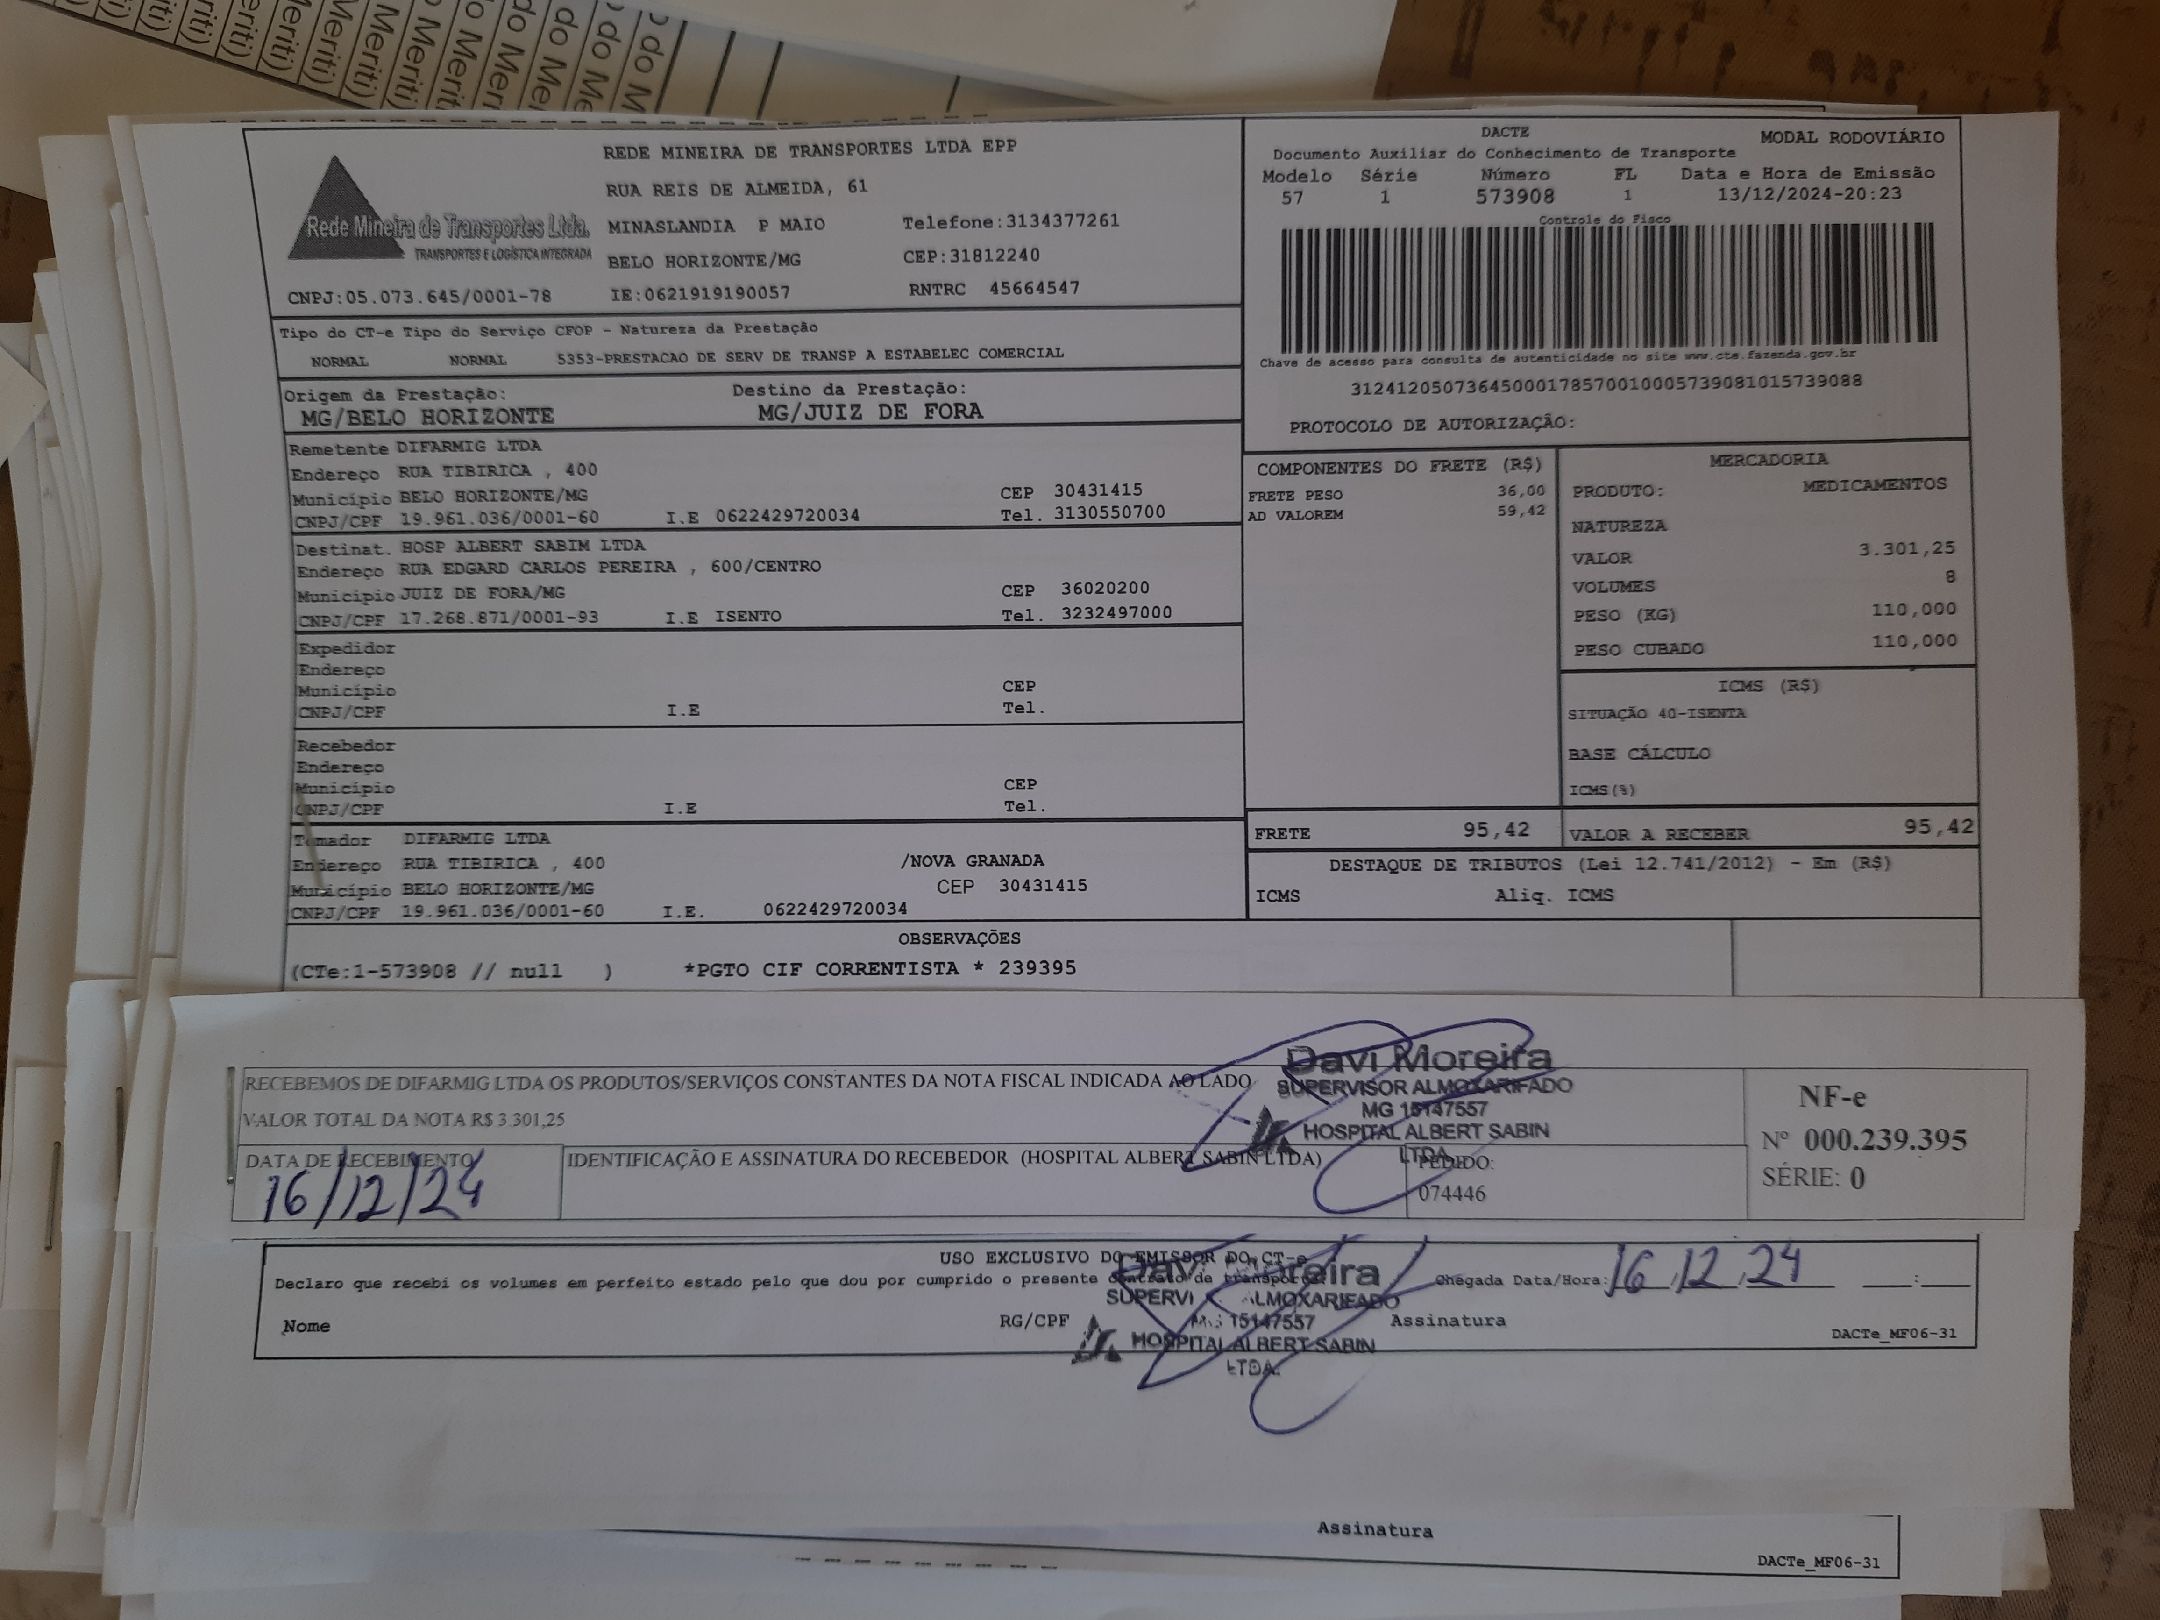 do Meriti)
REDE MINEIRA DE TRANSPORTES LTDA EPP
RUA REIS DE ALMEIDA, 61
MINASLANDIA P MAIO Telefone:3134377261
BELO HORIZONTE/MG CEP:31812240
Rede Mineira de Transportes Ltda.
TRANSPORTES E LOGÍSTICA INTEGRADA
CNPJ:05.073.645/0001-78 IE:0621919190057 RNTRC 45664547
DACTE MODAL RODOVIÁRIO
Documento Auxiliar do Conhecimento de Transporte
Modelo Série Número FL Data e Hora de Emissão
57 1 573908 1 13/12/2024-20:23
Controle do Fisco
Chave de acesso para consulta de autenticidade no site www.cte.fazenda.gov.br
31241205073645000178570010005739081015739088
PROTOCOLO DE AUTORIZAÇÃO:
Tipo do CT-e Tipo do Serviço CFOP - Natureza da Prestação
NORMAL NORMAL 5353-PRESTACAO DE SERV DE TRANSP A ESTABELEC COMERCIAL
Origem da Prestação: Destino da Prestação:
MG/BELO HORIZONTE MG/JUIZ DE FORA
Remetente DIFARMIG LTDA
Endereço RUA TIBIRICA , 400
Município BELO HORIZONTE/MG CEP 30431415
CNPJ/CPF 19.961.036/0001-60 I.E 0622429720034 Tel. 3130550700
Destinat. HOSP ALBERT SABIM LTDA
Endereço RUA EDGARD CARLOS PEREIRA , 600/CENTRO
Município JUIZ DE FORA/MG CEP 36020200
CNPJ/CPF 17.268.871/0001-93 I.E ISENTO Tel. 3232497000
Expedidor
Endereço
Município CEP
CNPJ/CPF I.E Tel.
Recebedor
Endereço
Município CEP
CNPJ/CPF I.E Tel.
Tomador DIFARMIG LTDA
Endereço RUA TIBIRICA , 400 /NOVA GRANADA
Município BELO HORIZONTE/MG CEP 30431415
CNPJ/CPF 19.961.036/0001-60 I.E. 0622429720034
COMPONENTES DO FRETE (R$)
FRETE PESO 36,00
AD VALOREM 59,42
MERCADORIA
PRODUTO: MEDICAMENTOS
NATUREZA
VALOR 3.301,25
VOLUMES 8
PESO (KG) 110,000
PESO CUBADO 110,000
ICMS (R$)
SITUAÇÃO 40-ISENTA
BASE CÁLCULO
ICMS(%)
FRETE 95,42 VALOR A RECEBER 95,42
DESTAQUE DE TRIBUTOS (Lei 12.741/2012) - Em (R$)
ICMS Aliq. ICMS
OBSERVAÇÕES
(CTe:1-573908 // null ) *PGTO CIF CORRENTISTA * 239395
RECEBEMOS DE DIFARMIG LTDA OS PRODUTOS/SERVIÇOS CONSTANTES DA NOTA FISCAL INDICADA AO LADO
VALOR TOTAL DA NOTA R$ 3.301,25
DATA DE RECEBIMENTO IDENTIFICAÇÃO E ASSINATURA DO RECEBEDOR (HOSPITAL ALBERT SABIN LTDA) PEDIDO:
16/12/24
074446
Davi Moreira
SUPERVISOR ALMOXARIFADO
MG 15147557
HOSPITAL ALBERT SABIN
LTDA
NF-e
Nº 000.239.395
SÉRIE: 0
USO EXCLUSIVO DO EMISSOR DO CT-e
Declaro que recebi os volumes em perfeito estado pelo que dou por cumprido o presente contrato de transporte. Chegada Data/Hora: 16 12 24 :
Nome RG/CPF Assinatura
DACTe_MF06-31
Davi Moreira
SUPERVISOR ALMOXARIFADO
MG 15147557
HOSPITAL ALBERT SABIN
LTDA.
Assinatura
DACTe_MF06-31